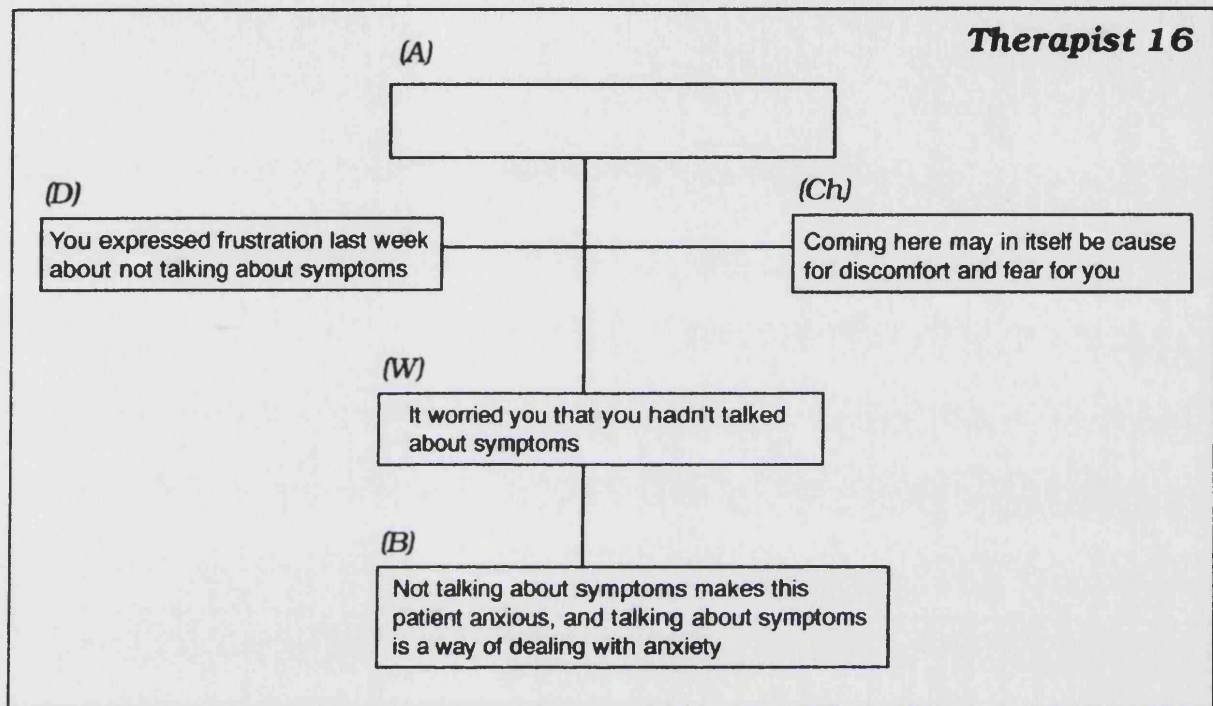 Therapist 16
(A)
(D)
You expressed frustration last week
about not talking about symptoms
(Ch)
Coming here may in itself be cause
for discomfort and fear for you
(W)
It worried you that you hadn't talked
about symptoms
(B)
Not talking about symptoms makes this
patient anxious, and talking about symptoms
is a way of dealing with anxiety